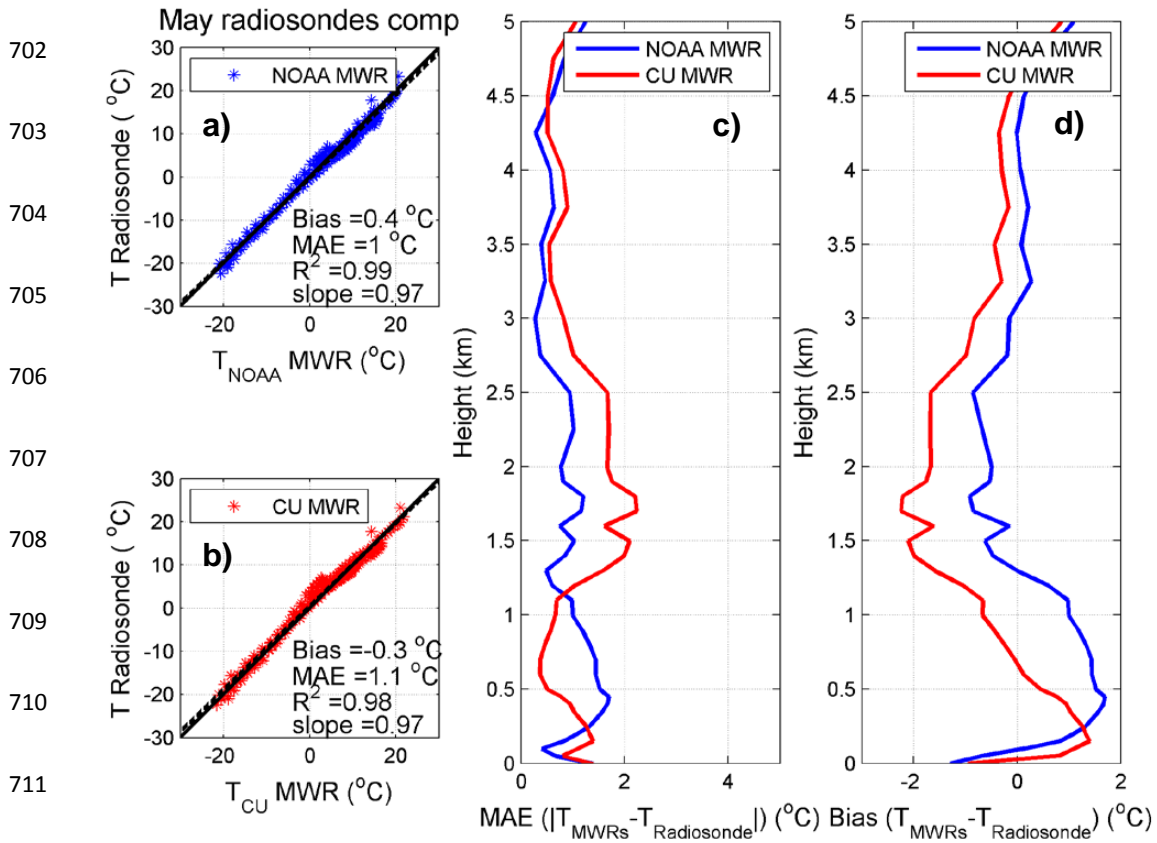 May radiosondes comp
702
703
704
705
706
707
708
709
710
711
30
20
10
0
-10
-20
-30
T Radiosonde ( °C)
NOAA MWR
a)
Bias =0.4 °C
MAE =1 °C
R² =0.99
slope =0.97
-20 0 20
T_NOAA MWR (°C)
30
20
10
0
-10
-20
-30
T Radiosonde ( °C)
CU MWR
b)
Bias =-0.3 °C
MAE =1.1 °C
R² =0.98
slope =0.97
-20 0 20
T_CU MWR (°C)
5
4.5
4
3.5
3
2.5
2
1.5
1
0.5
0
Height (km)
NOAA MWR
CU MWR
c)
0 2 4
MAE (|T_MWRs-T_Radiosonde|) (°C)
5
4.5
4
3.5
3
2.5
2
1.5
1
0.5
0
Height (km)
NOAA MWR
CU MWR
d)
-2 0 2
Bias (T_MWRs-T_Radiosonde) (°C)